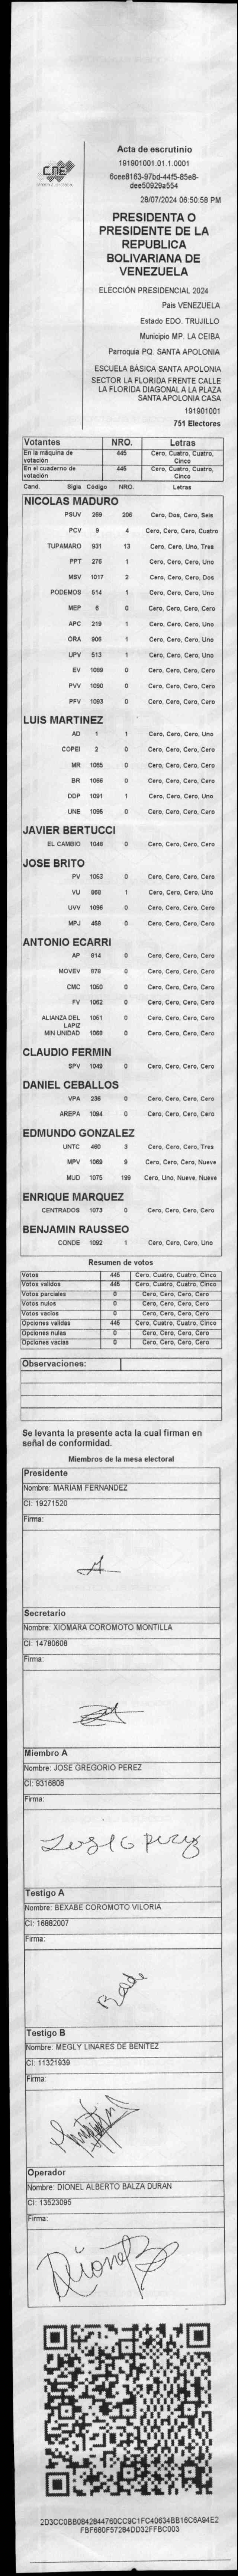 CNE
Acta de escrutinio
191901001.01.1.0001
6cee8163-97bd-44f5-85e8-
dee50929a554
28/07/2024 06:50:58 PM
PRESIDENTA O
PRESIDENTE DE LA
REPUBLICA
BOLIVARIANA DE
VENEZUELA
ELECCIÓN PRESIDENCIAL 2024
Pais VENEZUELA
Estado EDO. TRUJILLO
Municipio MP. LA CEIBA
Parroquia PQ. SANTA APOLONIA
ESCUELA BÁSICA SANTA APOLONIA
SECTOR LA FLORIDA FRENTE CALLE
LA FLORIDA DIAGONAL A LA PLAZA
SANTA APOLONIA CASA
191901001
751 Electores
Votantes NRO. Letras
En la máquina de votación 445 Cero, Cuatro, Cuatro, Cinco
En el cuaderno de votación 445 Cero, Cuatro, Cuatro, Cinco
Cand. Sigla Código NRO. Letras
NICOLAS MADURO
PSUV 269 206 Cero, Dos, Cero, Seis
PCV 9 4 Cero, Cero, Cero, Cuatro
TUPAMARO 931 13 Cero, Cero, Uno, Tres
PPT 276 1 Cero, Cero, Cero, Uno
MSV 1017 2 Cero, Cero, Cero, Dos
PODEMOS 614 1 Cero, Cero, Cero, Uno
MEP 6 0 Cero, Cero, Cero, Cero
APC 219 1 Cero, Cero, Cero, Uno
ORA 906 1 Cero, Cero, Cero, Uno
UPV 513 1 Cero, Cero, Cero, Uno
EV 1089 0 Cero, Cero, Cero, Cero
PVV 1090 0 Cero, Cero, Cero, Cero
PFV 1093 0 Cero, Cero, Cero, Cero
LUIS MARTINEZ
AD 1 1 Cero, Cero, Cero, Uno
COPEI 2 0 Cero, Cero, Cero, Cero
MR 1065 0 Cero, Cero, Cero, Cero
BR 1066 0 Cero, Cero, Cero, Cero
DDP 1091 1 Cero, Cero, Cero, Uno
UNE 1095 0 Cero, Cero, Cero, Cero
JAVIER BERTUCCI
EL CAMBIO 1046 0 Cero, Cero, Cero, Cero
JOSE BRITO
PV 1053 0 Cero, Cero, Cero, Cero
VU 968 1 Cero, Cero, Cero, Uno
UVV 1096 0 Cero, Cero, Cero, Cero
MPJ 458 0 Cero, Cero, Cero, Cero
ANTONIO ECARRI
AP 814 0 Cero, Cero, Cero, Cero
MOVEV 979 0 Cero, Cero, Cero, Cero
CMC 1050 0 Cero, Cero, Cero, Cero
FV 1062 0 Cero, Cero, Cero, Cero
ALIANZA DEL LAPIZ 1051 0 Cero, Cero, Cero, Cero
MIN UNIDAD 1068 0 Cero, Cero, Cero, Cero
CLAUDIO FERMIN
SPV 1049 0 Cero, Cero, Cero, Cero
DANIEL CEBALLOS
VPA 236 0 Cero, Cero, Cero, Cero
AREPA 1094 0 Cero, Cero, Cero, Cero
EDMUNDO GONZALEZ
UNTC 460 3 Cero, Cero, Cero, Tres
MPV 1069 9 Cero, Cero, Cero, Nueve
MUD 1075 199 Cero, Uno, Nueve, Nueve
ENRIQUE MARQUEZ
CENTRADOS 1073 0 Cero, Cero, Cero, Cero
BENJAMIN RAUSSEO
CONDE 1092 1 Cero, Cero, Cero, Uno
Resumen de votos
Votos 445 Cero, Cuatro, Cuatro, Cinco
Votos validos 445 Cero, Cuatro, Cuatro, Cinco
Votos parciales 0 Cero, Cero, Cero, Cero
Votos nulos 0 Cero, Cero, Cero, Cero
Votos vacios 0 Cero, Cero, Cero, Cero
Opciones validas 445 Cero, Cuatro, Cuatro, Cinco
Opciones nulas 0 Cero, Cero, Cero, Cero
Opciones vacias 0 Cero, Cero, Cero, Cero
Observaciones:
Se levanta la presente acta la cual firman en
señal de conformidad.
Miembros de la mesa electoral
Presidente
Nombre: MARIAM FERNANDEZ
CI: 19271520
Firma:
Secretario
Nombre: XIOMARA COROMOTO MONTILLA
CI: 14780608
Firma:
Miembro A
Nombre: JOSE GREGORIO PEREZ
CI: 9316808
Firma:
Testigo A
Nombre: BEXABE COROMOTO VILORIA
CI: 16882007
Firma:
Testigo B
Nombre: MEGLY LINARES DE BENITEZ
CI: 11321939
Firma:
Operador
Nombre: DIONEL ALBERTO BALZA DURAN
CI: 13523095
Firma:
2D3CC0BB0842B44760CC9C1FC40634BB16C6A94E2
FBF680F57284DD32FFBC003